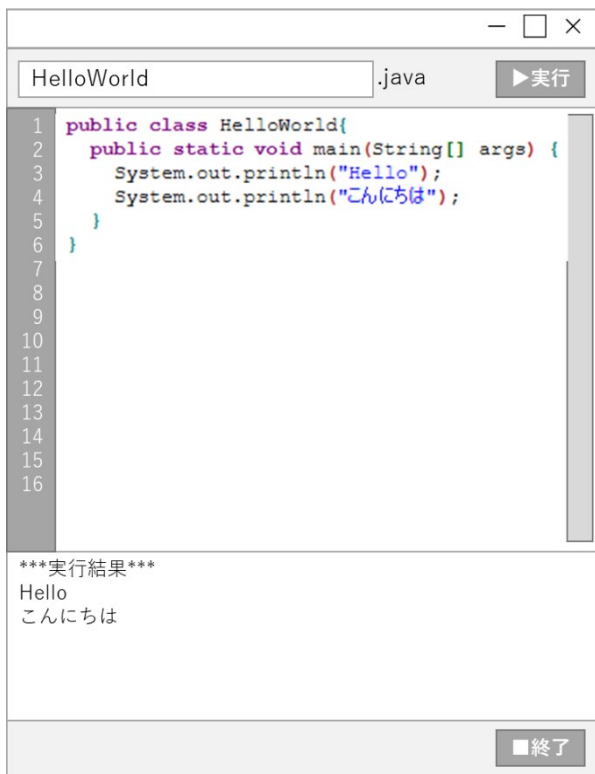 HelloWorld .java ▶実行
1 public class HelloWorld{
2 public static void main(String[] args) {
3 System.out.println("Hello");
4 System.out.println("こんにちは");
5 }
6 }
7
8
9
10
11
12
13
14
15
16
***実行結果***
Hello
こんにちは
■終了